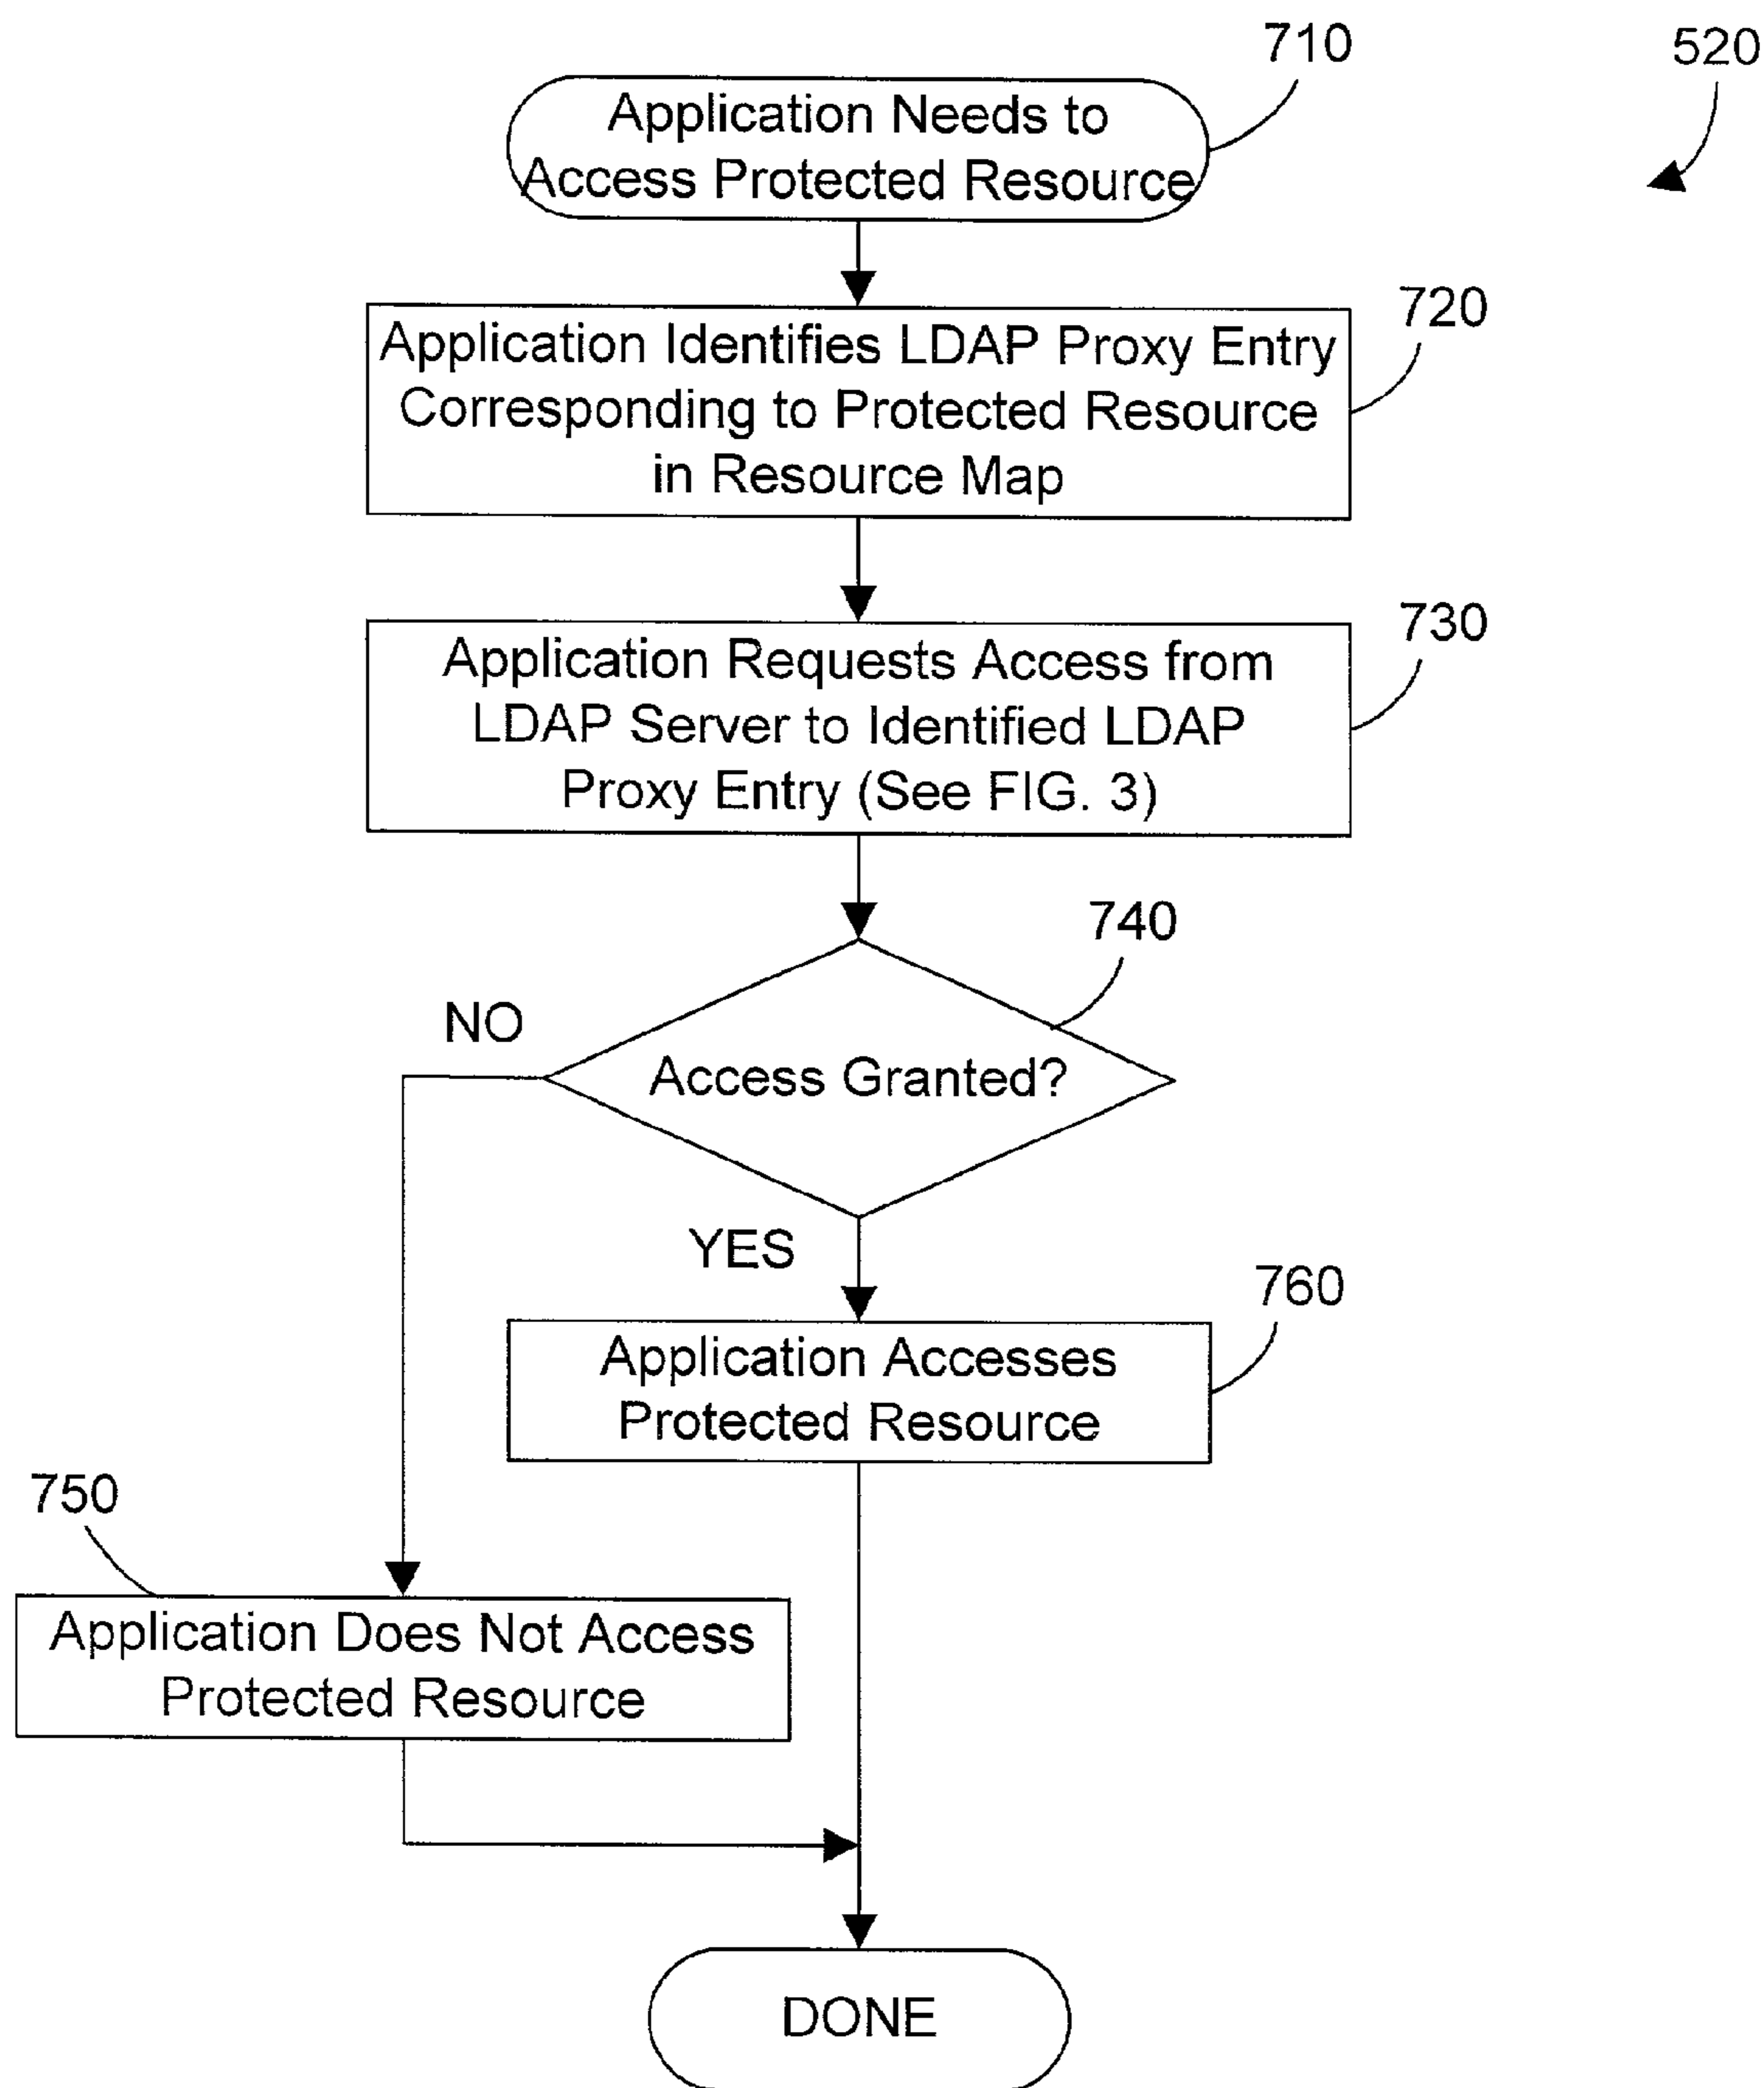 710
520
Application Needs to
Access Protected Resource
720
Application Identifies LDAP Proxy Entry
Corresponding to Protected Resource
in Resource Map
730
Application Requests Access from
LDAP Server to Identified LDAP
Proxy Entry (See FIG. 3)
740
NO
Access Granted?
YES
760
Application Accesses
Protected Resource
750
Application Does Not Access
Protected Resource
DONE